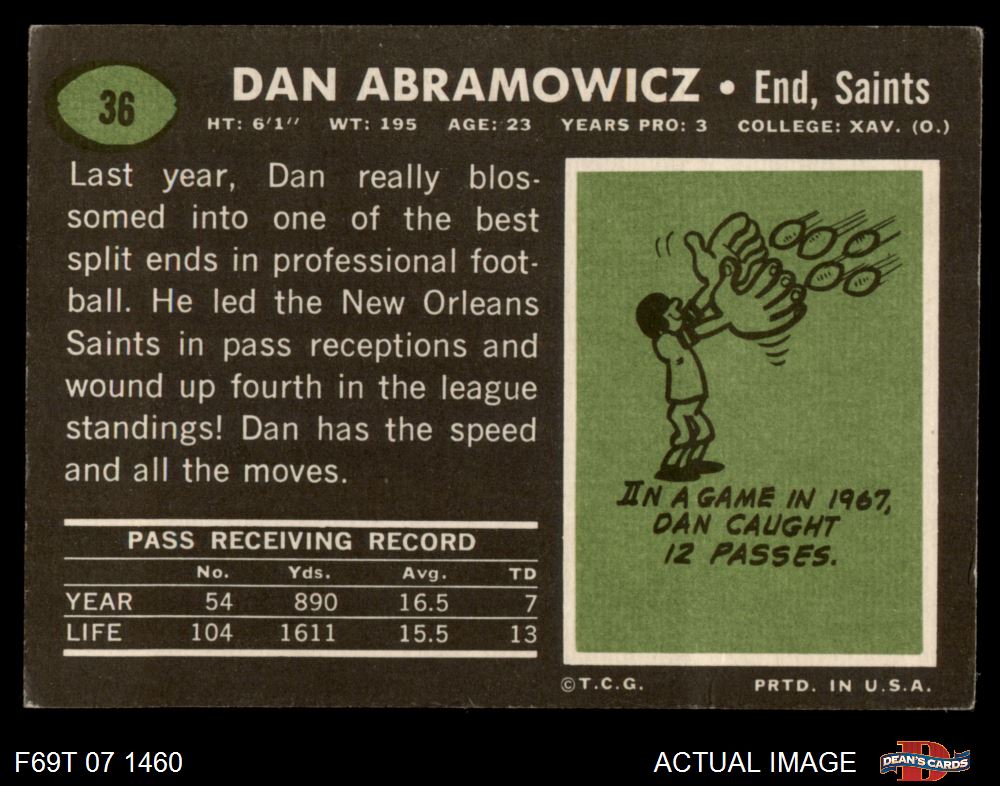 36
DAN ABRAMOWICZ • End, Saints
HT: 6'1" WT: 195 AGE: 23 YEARS PRO: 3 COLLEGE: XAV. (O.)
Last year, Dan really blos-
somed into one of the best
split ends in professional foot-
ball. He led the New Orleans
Saints in pass receptions and
wound up fourth in the league
standings! Dan has the speed
and all the moves.
PASS RECEIVING RECORD
No. Yds. Avg. TD
YEAR 54 890 16.5 7
LIFE 104 1611 15.5 13
IN A GAME IN 1967,
DAN CAUGHT
12 PASSES.
©T.C.G. PRTD. IN U.S.A.
F69T 07 1460 ACTUAL IMAGE
D
DEAN'S CARDS